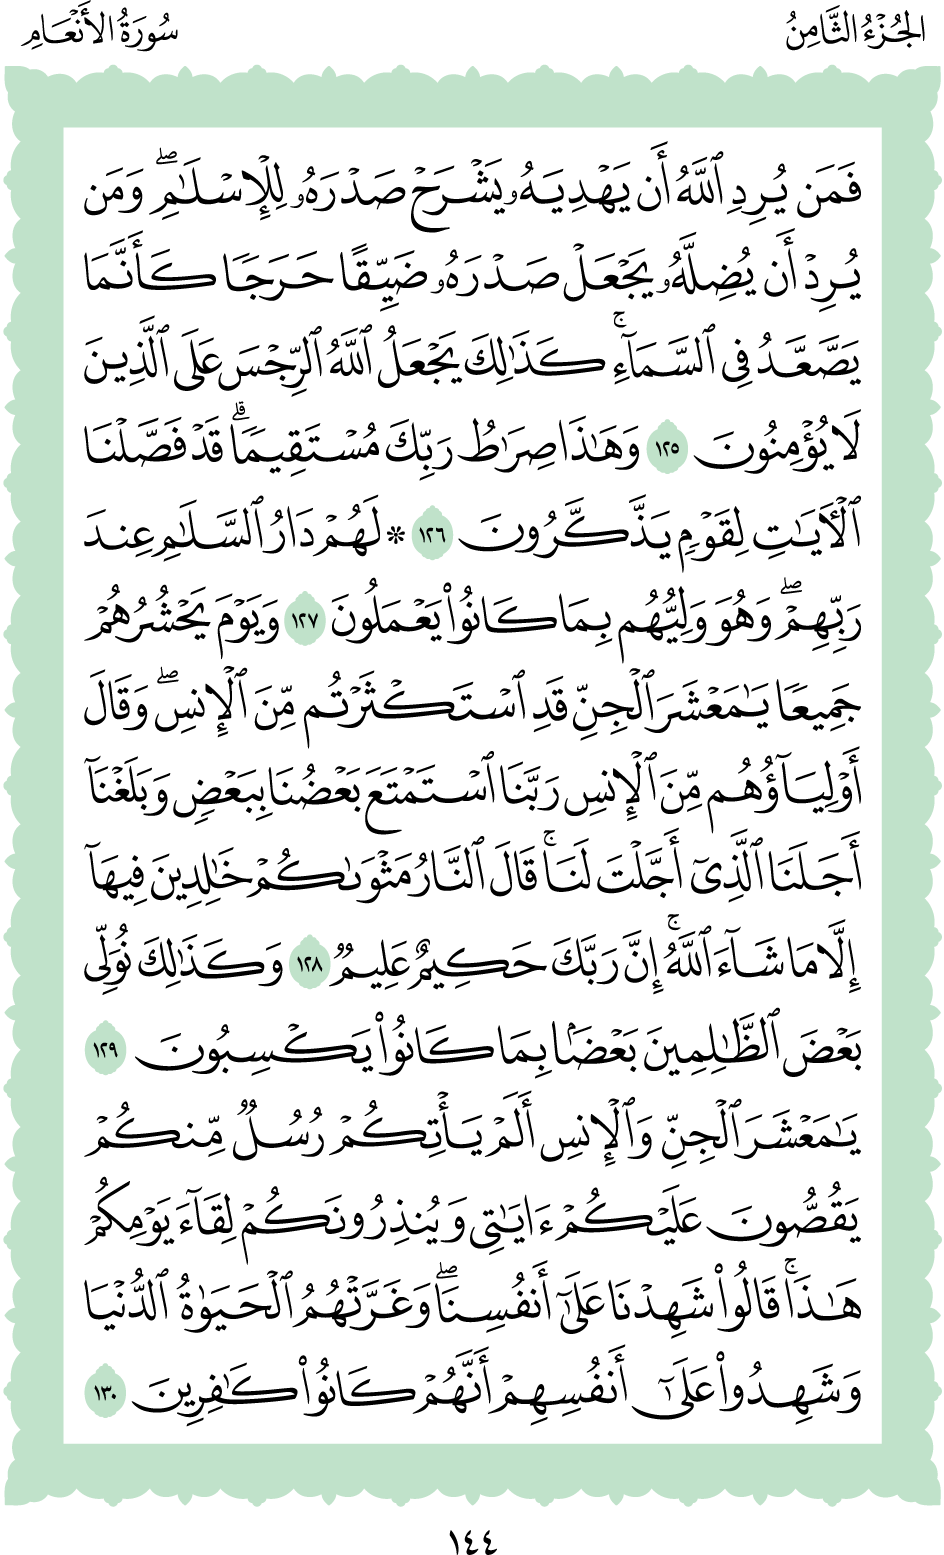 الجُزْءُ الثَّامِنُ
سُورَةُ الأَنْعَامِ
فَمَن يُرِدِ ٱللَّهُ أَن يَهْدِيَهُۥ يَشْرَحْ صَدْرَهُۥ لِلْإِسْلَٰمِۖ وَمَن
يُرِدْ أَن يُضِلَّهُۥ يَجْعَلْ صَدْرَهُۥ ضَيِّقًا حَرَجًا كَأَنَّمَا
يَصَّعَّدُ فِي ٱلسَّمَآءِۚ كَذَٰلِكَ يَجْعَلُ ٱللَّهُ ٱلرِّجْسَ عَلَى ٱلَّذِينَ
لَا يُؤْمِنُونَ ١٢٥ وَهَٰذَا صِرَٰطُ رَبِّكَ مُسْتَقِيمًاۗ قَدْ فَصَّلْنَا
ٱلْأٓيَٰتِ لِقَوْمٍ يَذَّكَّرُونَ ١٢٦ ۞ لَهُمْ دَارُ ٱلسَّلَٰمِ عِندَ
رَبِّهِمْۖ وَهُوَ وَلِيُّهُم بِمَا كَانُوا۟ يَعْمَلُونَ ١٢٧ وَيَوْمَ يَحْشُرُهُمْ
جَمِيعًا يَٰمَعْشَرَ ٱلْجِنِّ قَدِ ٱسْتَكْثَرْتُم مِّنَ ٱلْإِنسِۖ وَقَالَ
أَوْلِيَآؤُهُم مِّنَ ٱلْإِنسِ رَبَّنَا ٱسْتَمْتَعَ بَعْضُنَا بِبَعْضٍ وَبَلَغْنَآ
أَجَلَنَا ٱلَّذِىٓ أَجَّلْتَ لَنَاۚ قَالَ ٱلنَّارُ مَثْوَىٰكُمْ خَٰلِدِينَ فِيهَآ
إِلَّا مَا شَآءَ ٱللَّهُۚ إِنَّ رَبَّكَ حَكِيمٌ عَلِيمٌ ١٢٨ وَكَذَٰلِكَ نُوَلِّى
بَعْضَ ٱلظَّٰلِمِينَ بَعْضًۢا بِمَا كَانُوا۟ يَكْسِبُونَ ١٢٩
يَٰمَعْشَرَ ٱلْجِنِّ وَٱلْإِنسِ أَلَمْ يَأْتِكُمْ رُسُلٌ مِّنكُمْ
يَقُصُّونَ عَلَيْكُمْ ءَايَٰتِى وَيُنذِرُونَكُمْ لِقَآءَ يَوْمِكُمْ
هَٰذَاۚ قَالُوا۟ شَهِدْنَا عَلَىٰٓ أَنفُسِنَاۖ وَغَرَّتْهُمُ ٱلْحَيَوٰةُ ٱلدُّنْيَا
وَشَهِدُوا۟ عَلَىٰٓ أَنفُسِهِمْ أَنَّهُمْ كَانُوا۟ كَٰفِرِينَ ١٣٠
١٤٤